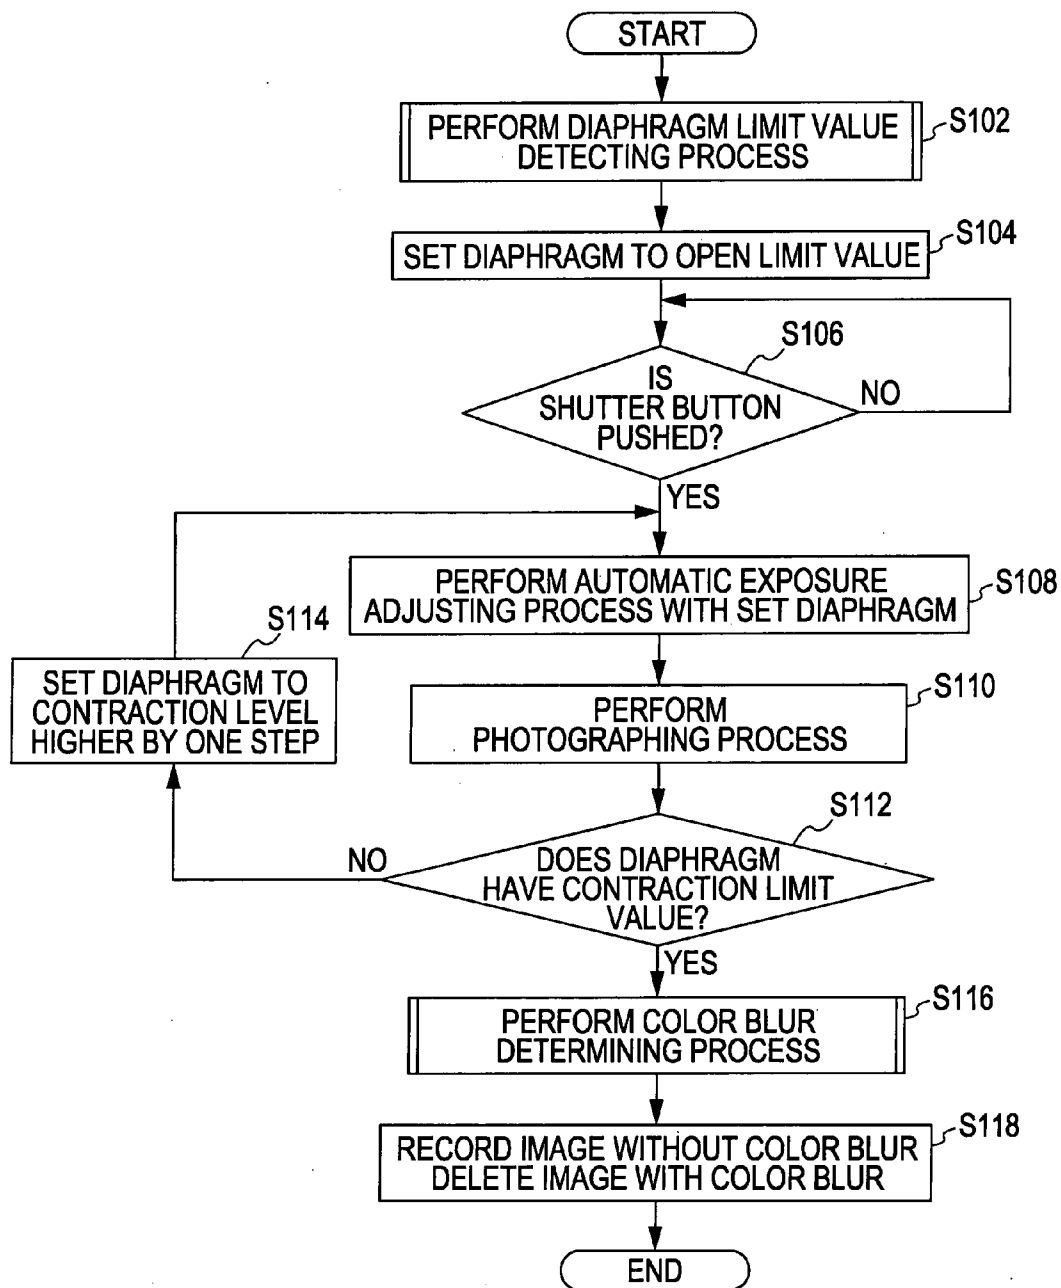 START
PERFORM DIAPHRAGM LIMIT VALUE
DETECTING PROCESS
S102
SET DIAPHRAGM TO OPEN LIMIT VALUE
S104
S106
IS
SHUTTER BUTTON
PUSHED?
NO
YES
PERFORM AUTOMATIC EXPOSURE
ADJUSTING PROCESS WITH SET DIAPHRAGM
S108
S114
SET DIAPHRAGM TO
CONTRACTION LEVEL
HIGHER BY ONE STEP
PERFORM
PHOTOGRAPHING PROCESS
S110
S112
NO
DOES DIAPHRAGM
HAVE CONTRACTION LIMIT
VALUE?
YES
PERFORM COLOR BLUR
DETERMINING PROCESS
S116
RECORD IMAGE WITHOUT COLOR BLUR
DELETE IMAGE WITH COLOR BLUR
S118
END